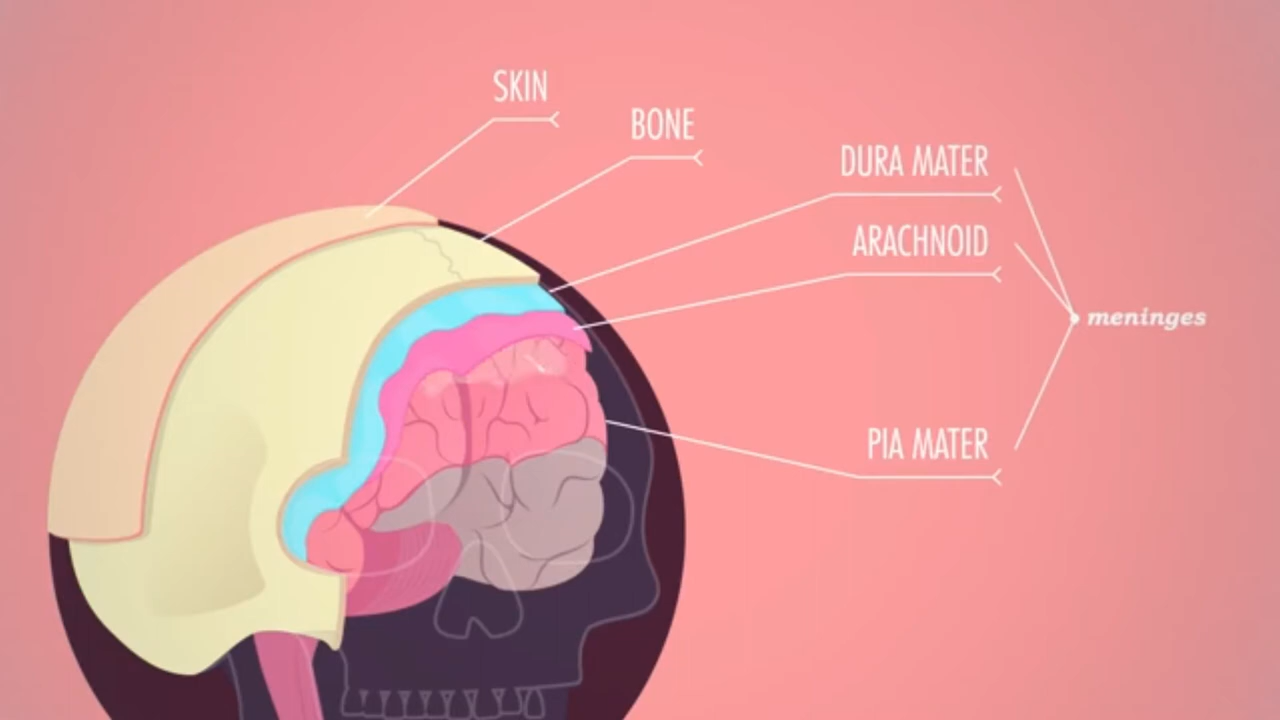 SKIN
BONE
DURA MATER
ARACHNOID
meninges
PIA MATER